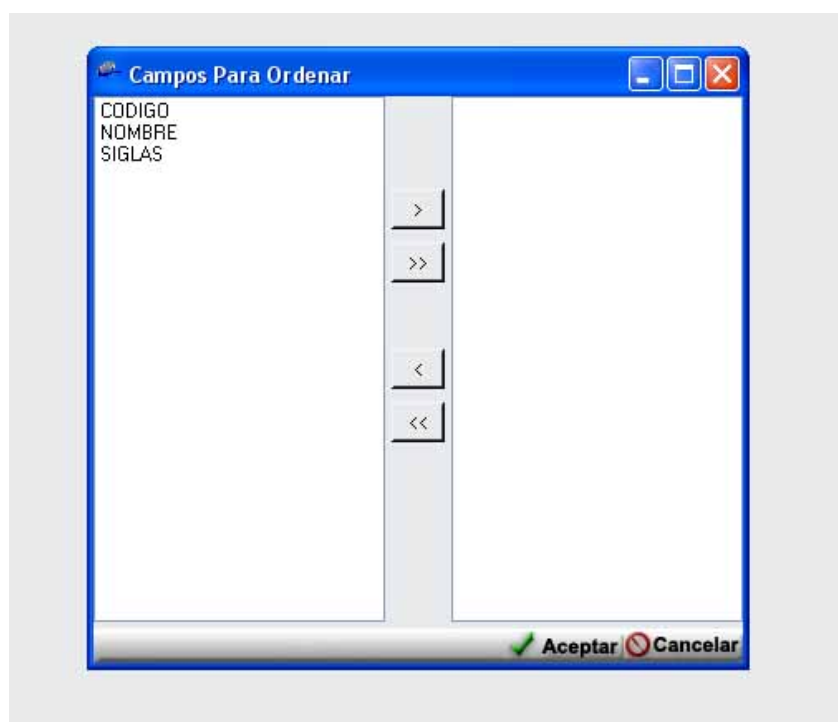 Campos Para Ordenar
CODIGO
NOMBRE
SIGLAS
>
>>
<
<<
Aceptar Cancelar